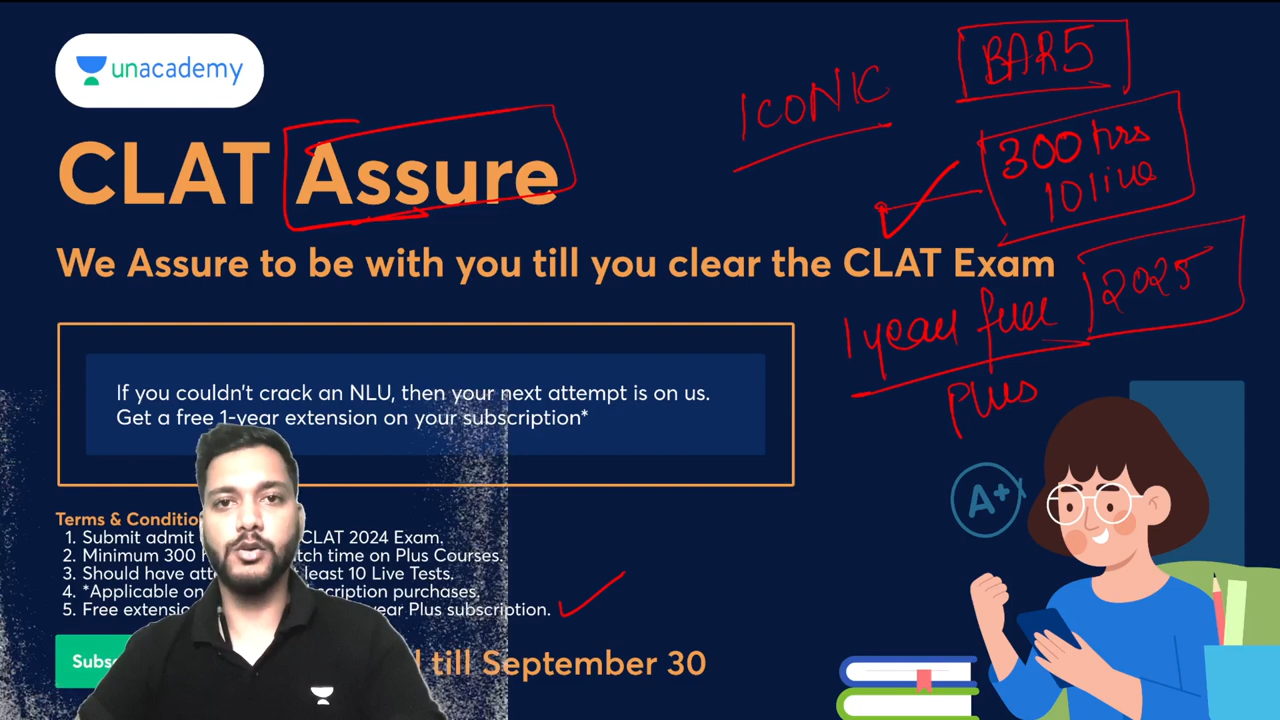 unacademy
CLAT Assure
We Assure to be with you till you clear the CLAT Exam
If you couldn't crack an NLU, then your next attempt is on us.
Get a free 1-year extension on your subscription*
Terms & Conditio
1. Submit admit CLAT 2024 Exam.
2. Minimum 300 h tch time on Plus Courses.
3. Should have att least 10 Live Tests.
4. *Applicable on scription purchases.
5. Free extensio year Plus subscription.
Subs
till September 30
ICONIC
BAR5
300 hrs
10 live
1 year free
2025
Plus
A+